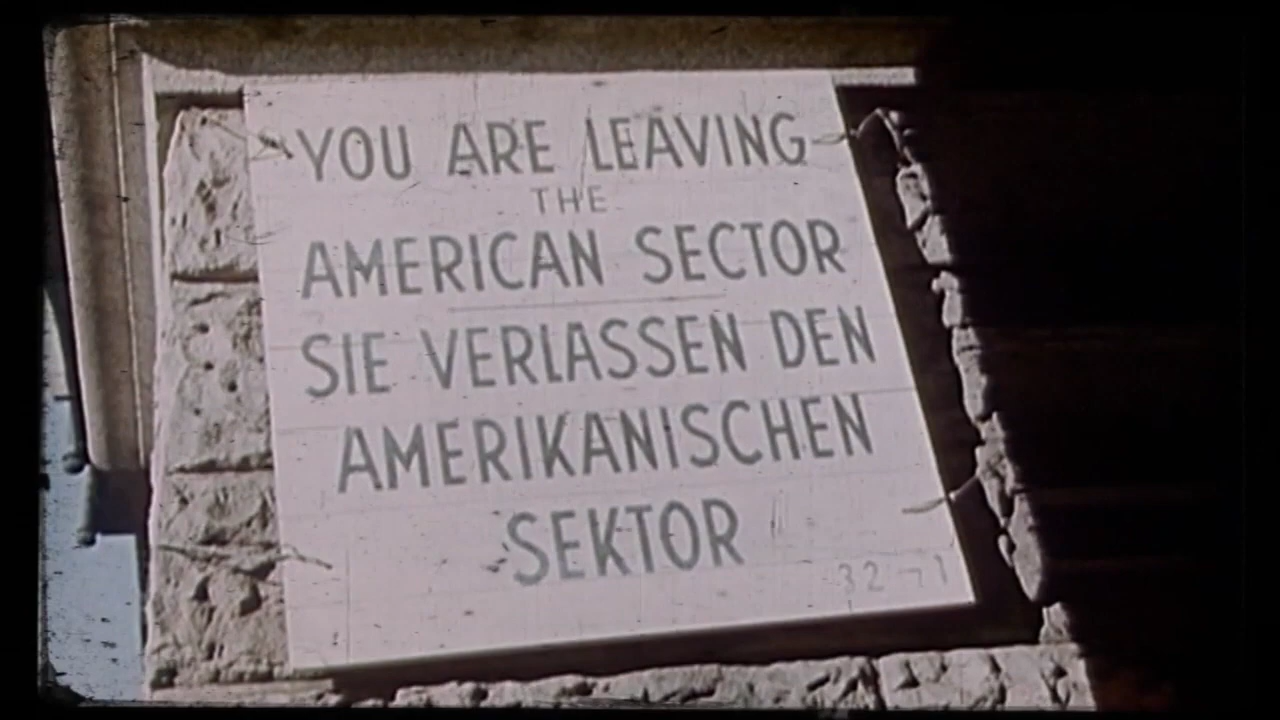 YOU ARE LEAVING
THE
AMERICAN SECTOR
SIE VERLASSEN DEN
AMERIKANISCHEN
SEKTOR